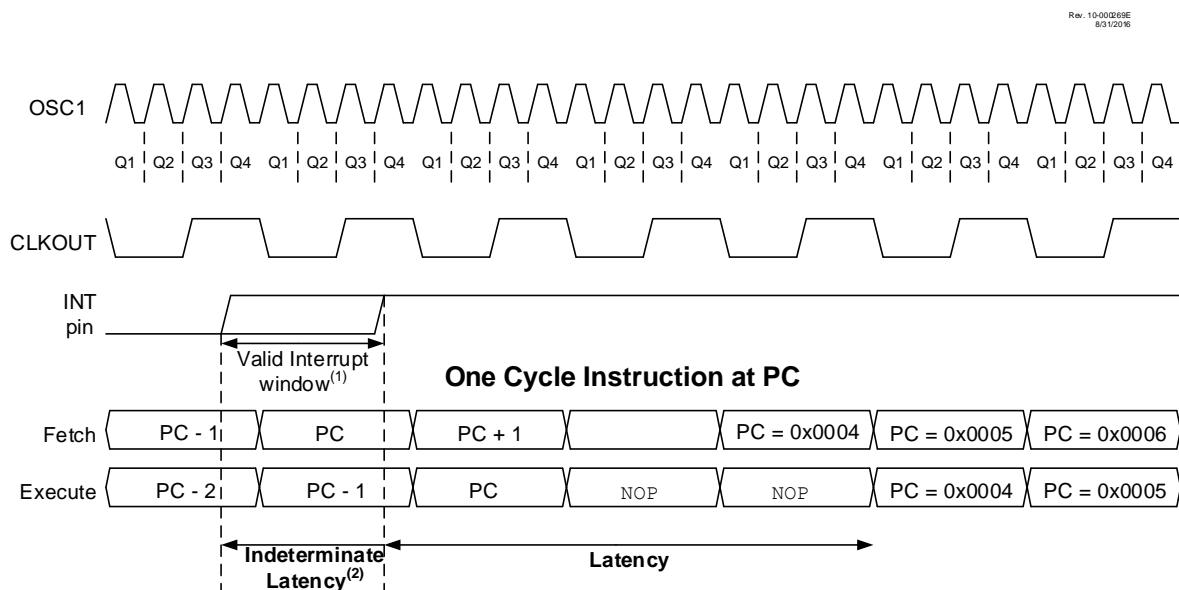 Rev. 10-000269E
8/31/2016
OSC1
Q1 Q2 Q3 Q4 Q1 Q2 Q3 Q4 Q1 Q2 Q3 Q4 Q1 Q2 Q3 Q4 Q1 Q2 Q3 Q4 Q1 Q2 Q3 Q4 Q1 Q2 Q3 Q4
CLKOUT
INT
pin
Valid Interrupt
window(1)
One Cycle Instruction at PC
Fetch PC - 1 PC PC + 1 PC = 0x0004 PC = 0x0005 PC = 0x0006
Execute PC - 2 PC - 1 PC NOP NOP PC = 0x0004 PC = 0x0005
Indeterminate
Latency(2)
Latency